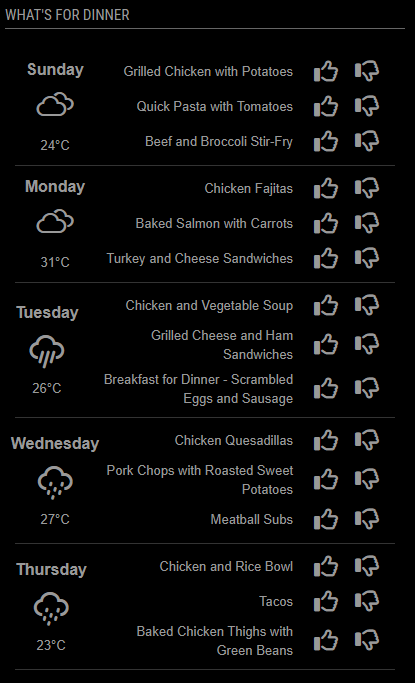 WHAT'S FOR DINNER
Sunday
24°C
Grilled Chicken with Potatoes
Quick Pasta with Tomatoes
Beef and Broccoli Stir-Fry
Monday
31°C
Chicken Fajitas
Baked Salmon with Carrots
Turkey and Cheese Sandwiches
Tuesday
26°C
Chicken and Vegetable Soup
Grilled Cheese and Ham
Sandwiches
Breakfast for Dinner - Scrambled
Eggs and Sausage
Wednesday
27°C
Chicken Quesadillas
Pork Chops with Roasted Sweet
Potatoes
Meatball Subs
Thursday
23°C
Chicken and Rice Bowl
Tacos
Baked Chicken Thighs with
Green Beans